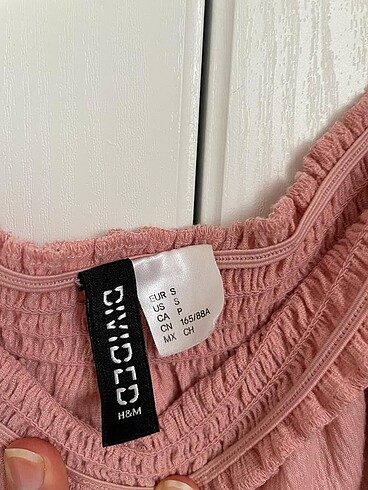 DIVIDED
H&M
EUR S
US S
CA P
CN 165/88A
MX CH